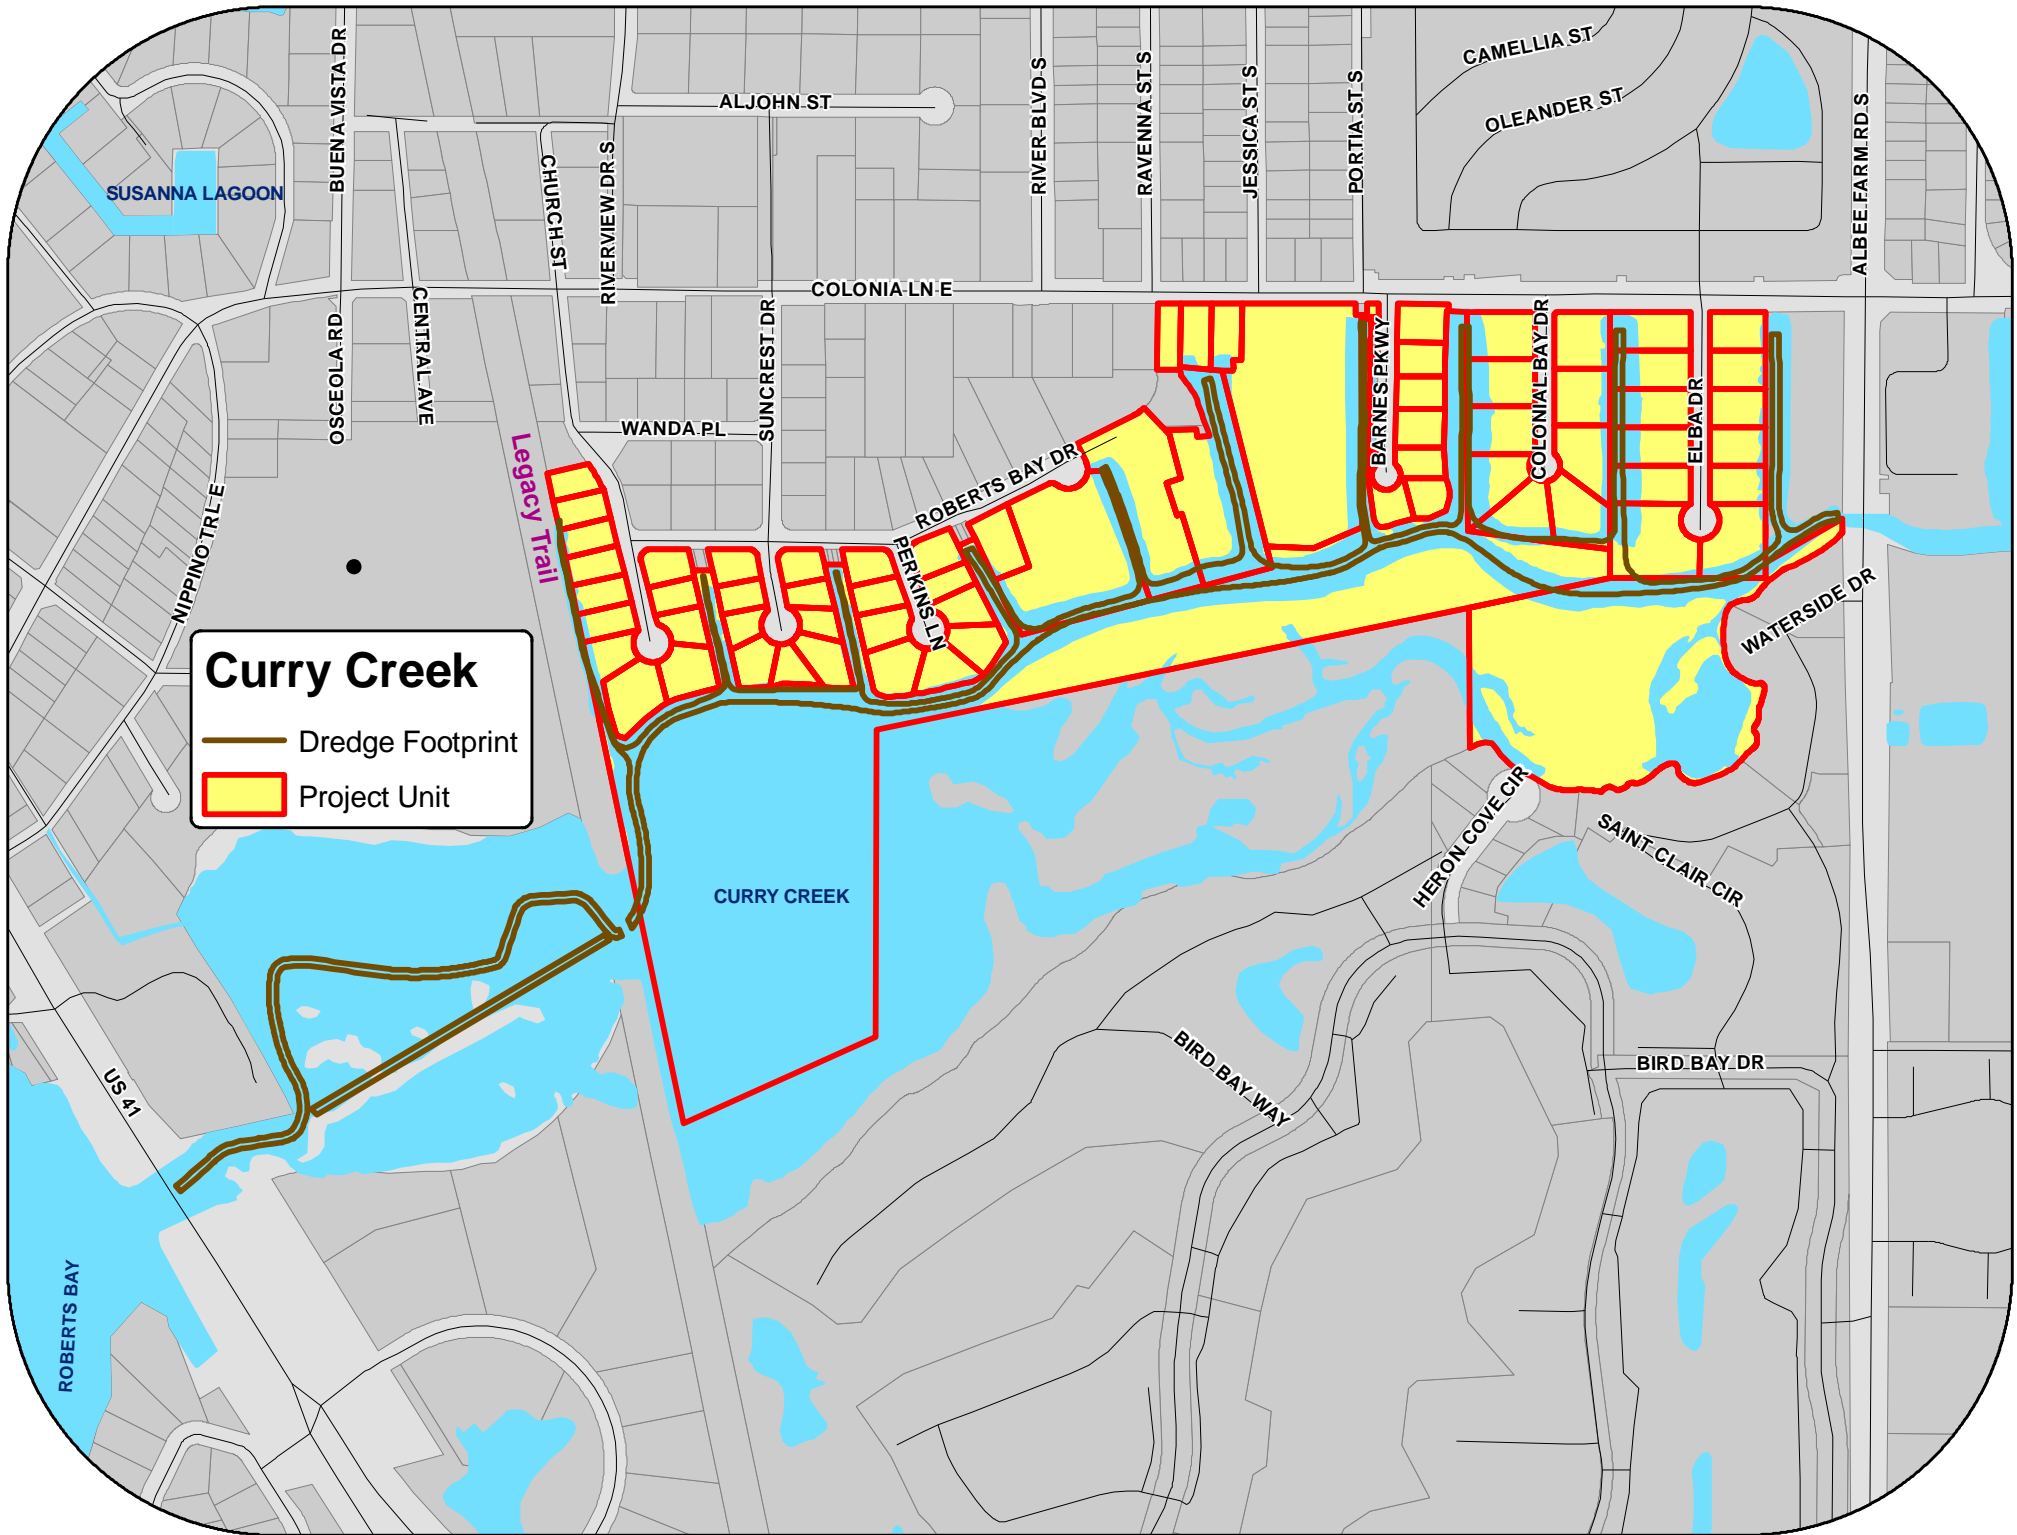 CAMELLIA ST
OLEANDER ST
ALJOHN ST
BUENA VISTA DR
RIVER BLVD S
RAVENNA ST S
JESSICA ST S
PORTIA ST S
ALBEE FARM RD S
SUSANNA LAGOON
CHURCH ST
RIVERVIEW DR S
COLONIA LN E
OSCEOLA RD
CENTRAL AVE
SUNCREST DR
BARNES PKWY
COLONIAL BAY DR
ELBA DR
WANDA PL
Legacy Trail
ROBERTS BAY DR
NIPPINO TRL E
PERKINS LN
WATERSIDE DR
Curry Creek
Dredge Footprint
Project Unit
HERON COVE CIR
SAINT CLAIR CIR
CURRY CREEK
US 41
BIRD BAY WAY
BIRD BAY DR
ROBERTS BAY